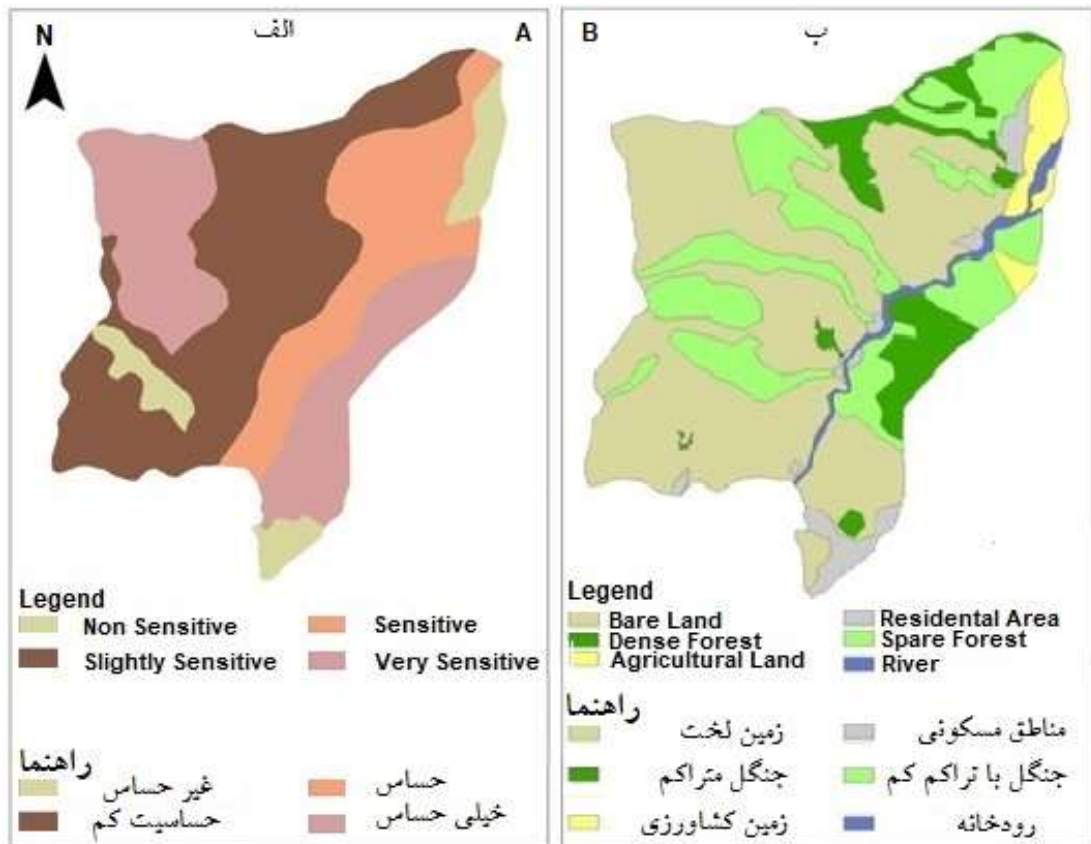 N
الف
A
Legend
Non Sensitive
Sensitive
Slightly Sensitive
Very Sensitive
راهنما
غیر حساس
حساس
حساسیت کم
خیلی حساس
B
ب
Legend
Bare Land
Residental Area
Dense Forest
Spare Forest
Agricultural Land
River
راهنما
زمین لخت
مناطق مسکونی
جنگل متراکم
جنگل با تراکم کم
زمین کشاورزی
رودخانه